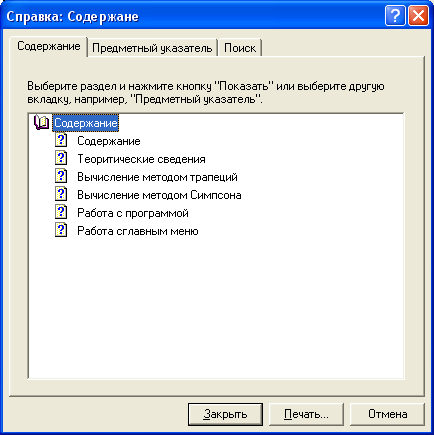 Справка: Содержане
Содержание Предметный указатель Поиск
Выберите раздел и нажмите кнопку "Показать" или выберите другую
вкладку, например, "Предметный указатель".
Содержание
Содержание
Теоритические сведения
Вычисление методом трапеций
Вычисление методом Симпсона
Работа с программой
Работа сглавным меню
Закрыть Печать... Отмена